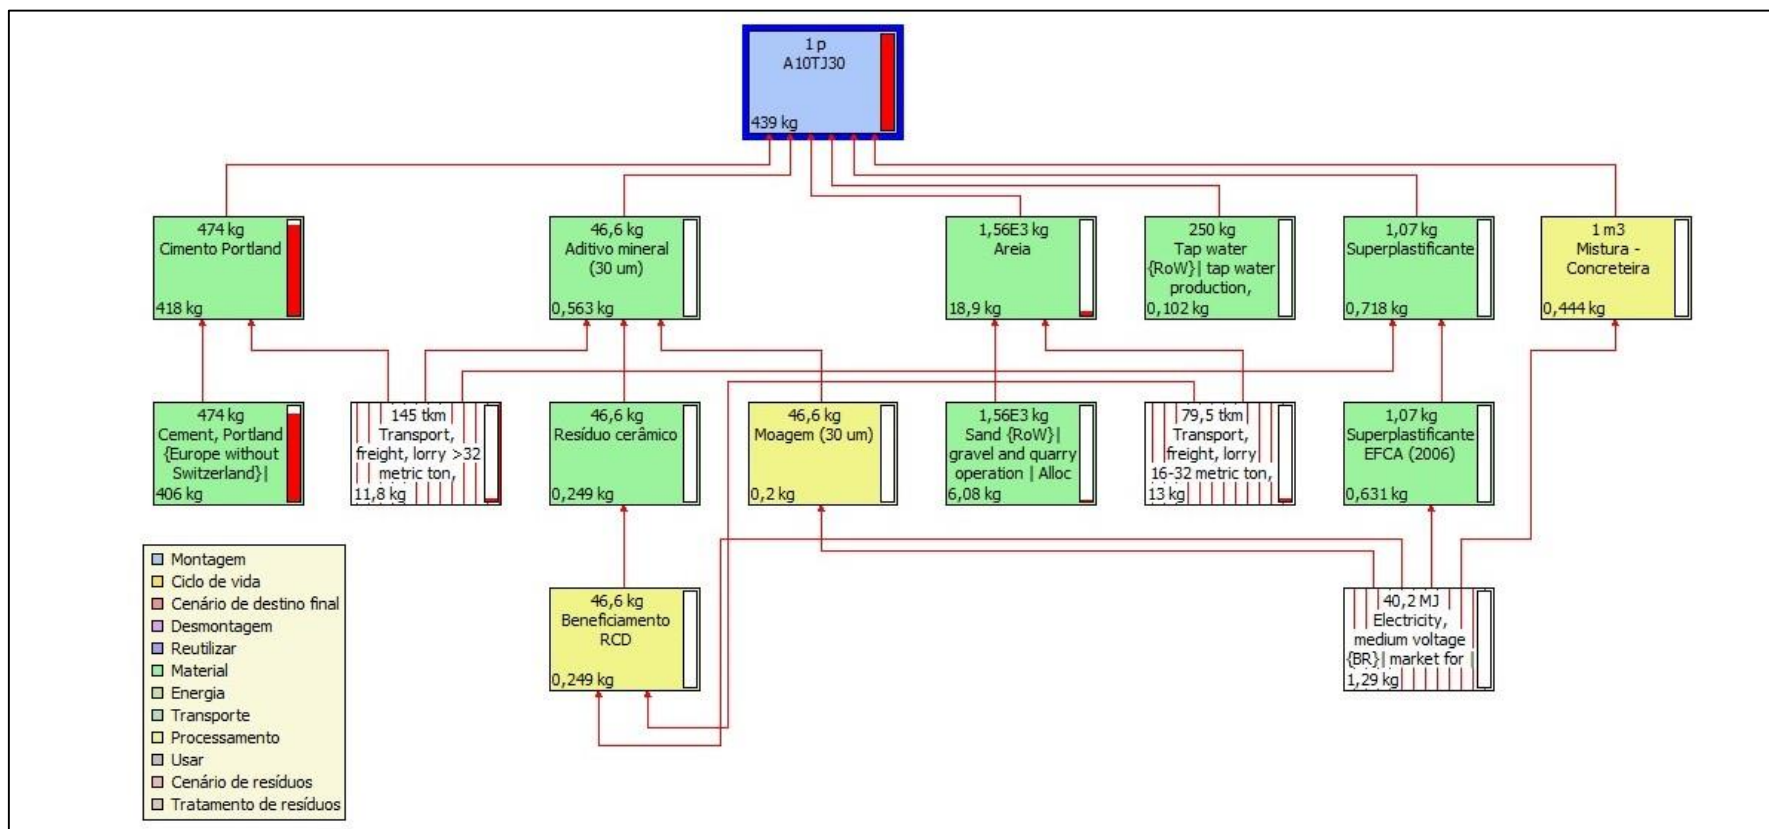 1 p
A10TJ30
439 kg
474 kg
Cimento Portland
418 kg
46,6 kg
Aditivo mineral
(30 um)
0,563 kg
1,56E3 kg
Areia
18,9 kg
250 kg
Tap water
{RoW}| tap water
production,
0,102 kg
1,07 kg
Superplastificante
0,718 kg
1 m3
Mistura -
Concreteira
0,444 kg
474 kg
Cement, Portland
{Europe without
Switzerland}|
406 kg
145 tkm
Transport,
freight, lorry >32
metric ton,
11,8 kg
46,6 kg
Resíduo cerâmico
0,249 kg
46,6 kg
Moagem (30 um)
0,2 kg
1,56E3 kg
Sand {RoW}|
gravel and quarry
operation | Alloc
6,08 kg
79,5 tkm
Transport,
freight, lorry
16-32 metric ton,
13 kg
1,07 kg
Superplastificante
EFCA (2006)
0,631 kg
46,6 kg
Beneficiamento
RCD
0,249 kg
40,2 MJ
Electricity,
medium voltage
{BR}| market for |
1,29 kg
Montagem
Ciclo de vida
Cenário de destino final
Desmontagem
Reutilizar
Material
Energia
Transporte
Processamento
Usar
Cenário de resíduos
Tratamento de resíduos